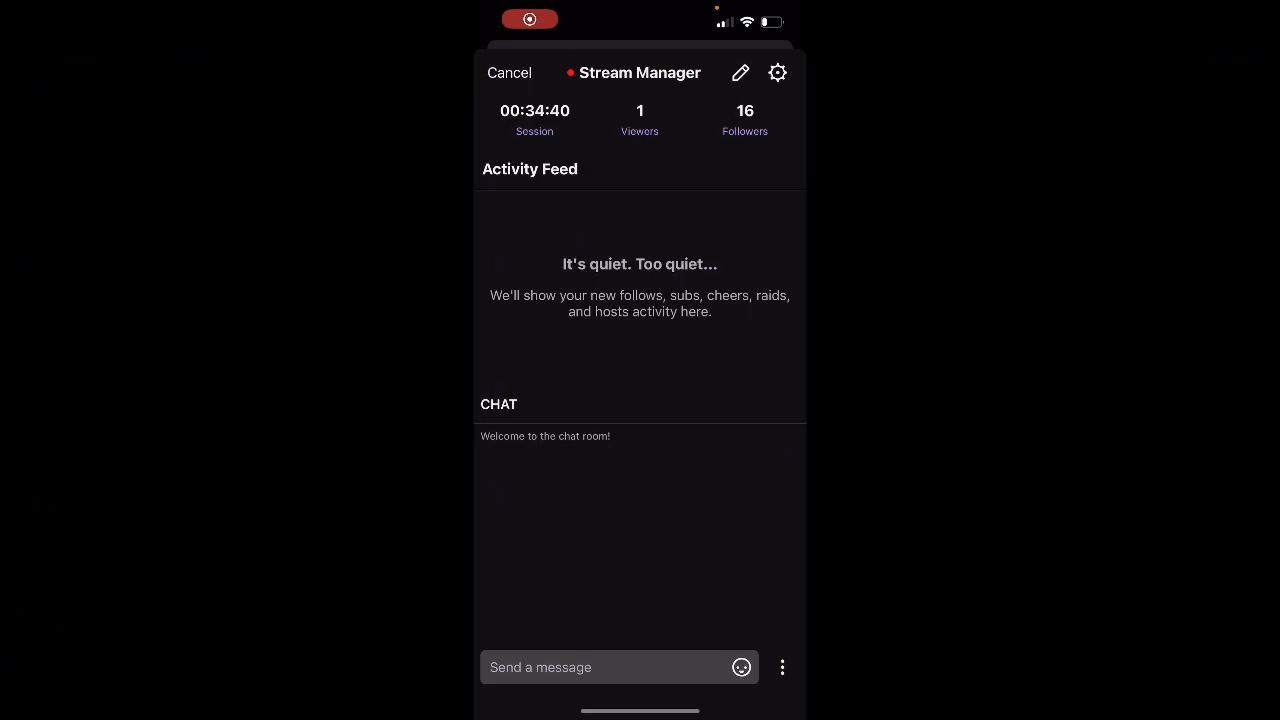 Cancel
Stream Manager
00:34:40
1
16
Session
Viewers
Followers
Activity Feed
It's quiet. Too quiet...
We'll show your new follows, subs, cheers, raids,
and hosts activity here.
CHAT
Welcome to the chat room!
Send a message